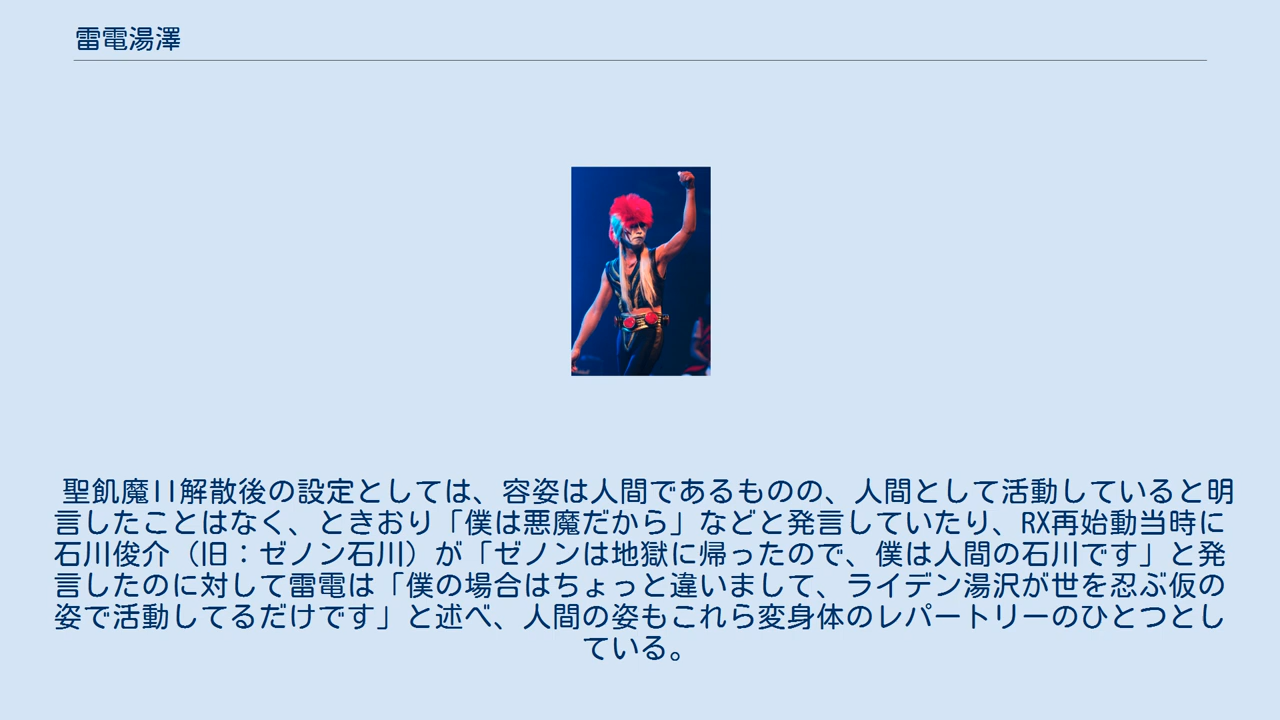 雷電湯澤
聖飢魔II解散後の設定としては、容姿は人間であるものの、人間として活動していると明
言したことはなく、ときおり「僕は悪魔だから」などと発言していたり、RX再始動当時に
石川俊介（旧：ゼノン石川）が「ゼノンは地獄に帰ったので、僕は人間の石川です」と発
言したのに対して雷電は「僕の場合はちょっと違いまして、ライデン湯沢が世を忍ぶ仮の
姿で活動してるだけです」と述べ、人間の姿もこれら変身体のレパートリーのひとつとし
ている。